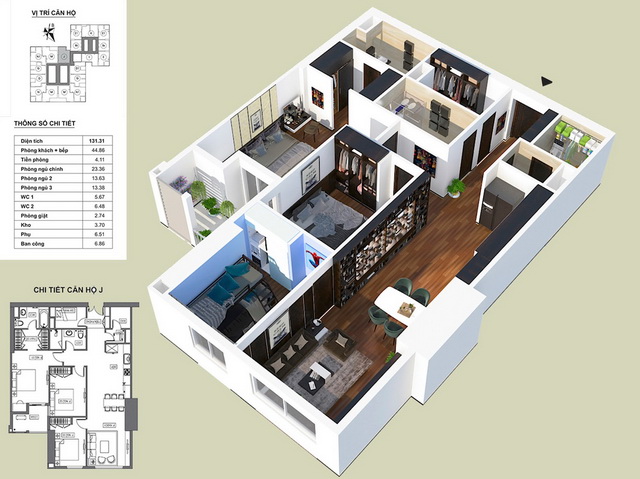 VỊ TRÍ CĂN HỘ
THÔNG SỐ CHI TIẾT
Diện tích 131.31
Phòng khách + bếp 44.86
Tiền phòng 4.11
Phòng ngủ chính 23.36
Phòng ngủ 2 13.63
Phòng ngủ 3 13.38
WC 1 5.67
WC 2 6.48
Phòng giặt 2.74
Kho 3.70
Phụ 6.51
Ban công 6.86
CHI TIẾT CĂN HỘ J